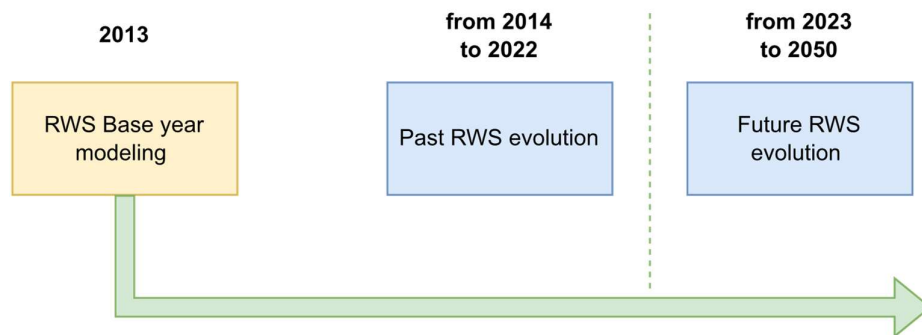 2013
from 2014
to 2022
from 2023
to 2050
RWS Base year
modeling
Past RWS evolution
Future RWS
evolution